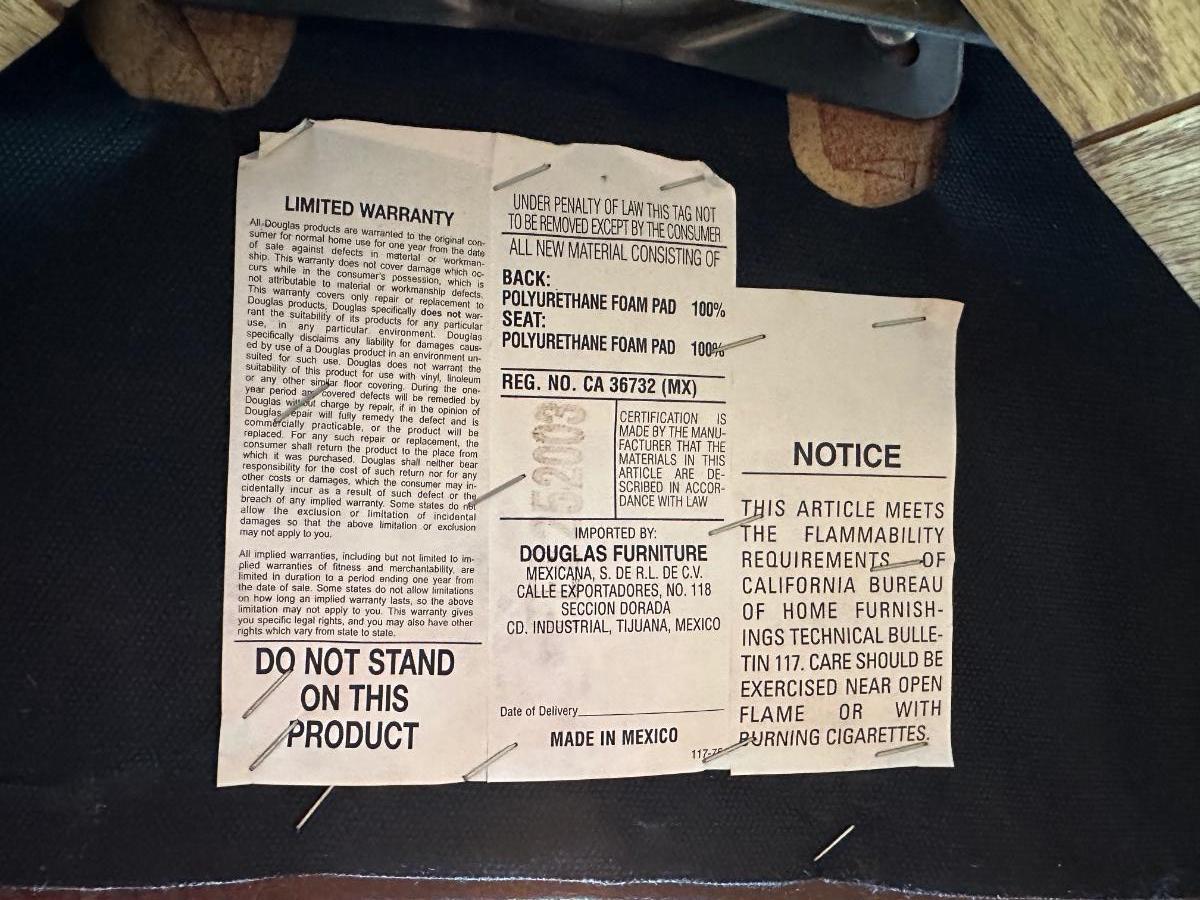 LIMITED WARRANTY
All Douglas products are warranted to the original con-
sumer for normal home use for one year from the date
of sale against defects in material or workman-
ship. This warranty does not cover damage which oc-
curs while in the consumer's possession, which is
not attributable to material or workmanship defects.
This warranty covers only repair or replacement to
Douglas products, Douglas specifically does not war-
rant the suitability of its products for any particular
use, in any particular environment. Douglas
specifically disclaims any liability for damages caus-
ed by use of a Douglas product in an environment un-
suited for such use. Douglas does not warrant the
suitability of this product for use with vinyl, linoleum
or any other similar floor covering. During the one-
year period any covered defects will be remedied by
Douglas without charge by repair, if in the opinion of
Douglas repair will fully remedy the defect and is
commercially practicable, or the product will be
replaced. For any such repair or replacement, the
consumer shall return the product to the place from
which it was purchased. Douglas shall neither bear
responsibility for the cost of such return nor for any
other costs or damages, which the consumer may in-
cidentally incur as a result of such defect or the
breach of any implied warranty. Some states do not
allow the exclusion or limitation of incidental
damages so that the above limitation or exclusion
may not apply to you.
All implied warranties, including but not limited to im-
plied warranties of fitness and merchantability, are
limited in duration to a period ending one year from
the date of sale. Some states do not allow limitations
on how long an implied warranty lasts, so the above
limitation may not apply to you. This warranty gives
you specific legal rights, and you may also have other
rights which vary from state to state.
DO NOT STAND
ON THIS
PRODUCT
UNDER PENALTY OF LAW THIS TAG NOT
TO BE REMOVED EXCEPT BY THE CONSUMER
ALL NEW MATERIAL CONSISTING OF
BACK:
POLYURETHANE FOAM PAD 100%
SEAT:
POLYURETHANE FOAM PAD 100%
REG. NO. CA 36732 (MX)
52003
CERTIFICATION IS
MADE BY THE MANU-
FACTURER THAT THE
MATERIALS IN THIS
ARTICLE ARE DE-
SCRIBED IN ACCOR-
DANCE WITH LAW
IMPORTED BY:
DOUGLAS FURNITURE
MEXICANA, S. DE R.L. DE C.V.
CALLE EXPORTADORES, NO. 118
SECCION DORADA
CD. INDUSTRIAL, TIJUANA, MEXICO
Date of Delivery
MADE IN MEXICO
NOTICE
THIS ARTICLE MEETS
THE FLAMMABILITY
REQUIREMENTS OF
CALIFORNIA BUREAU
OF HOME FURNISH-
INGS TECHNICAL BULLE-
TIN 117. CARE SHOULD BE
EXERCISED NEAR OPEN
FLAME OR WITH
BURNING CIGARETTES.